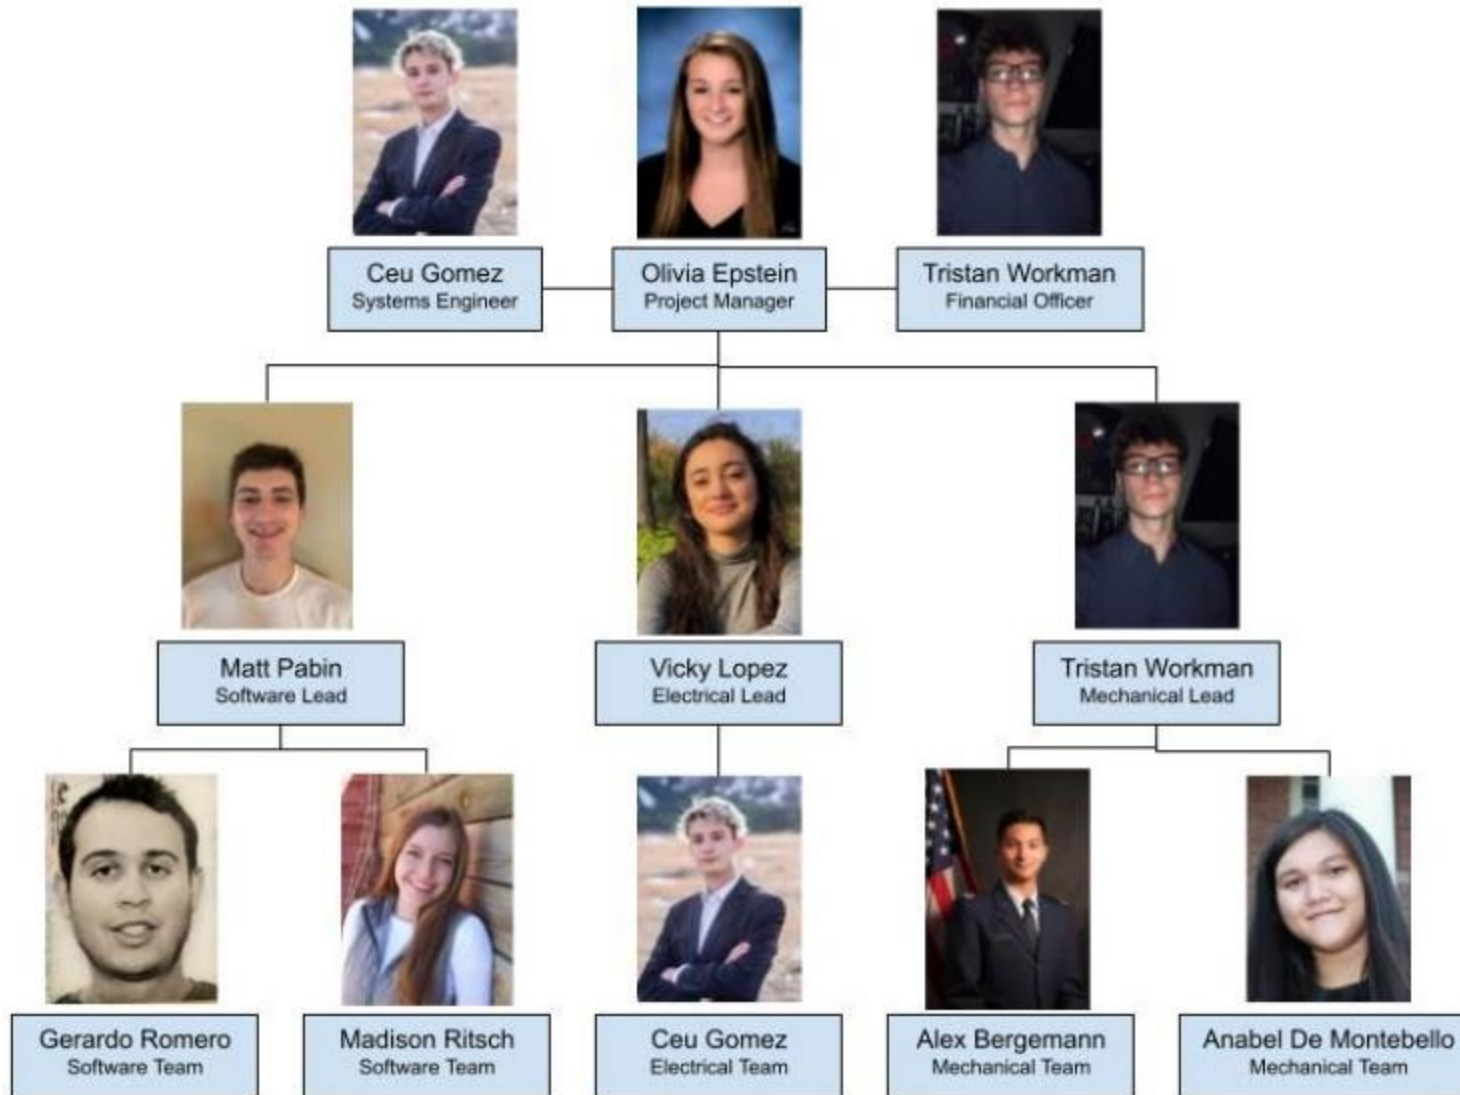 Ceu Gomez
Systems Engineer
Olivia Epstein
Project Manager
Tristan Workman
Financial Officer
Matt Pabin
Software Lead
Vicky Lopez
Electrical Lead
Tristan Workman
Mechanical Lead
Gerardo Romero
Software Team
Madison Ritsch
Software Team
Ceu Gomez
Electrical Team
Alex Bergemann
Mechanical Team
Anabel De Montebello
Mechanical Team